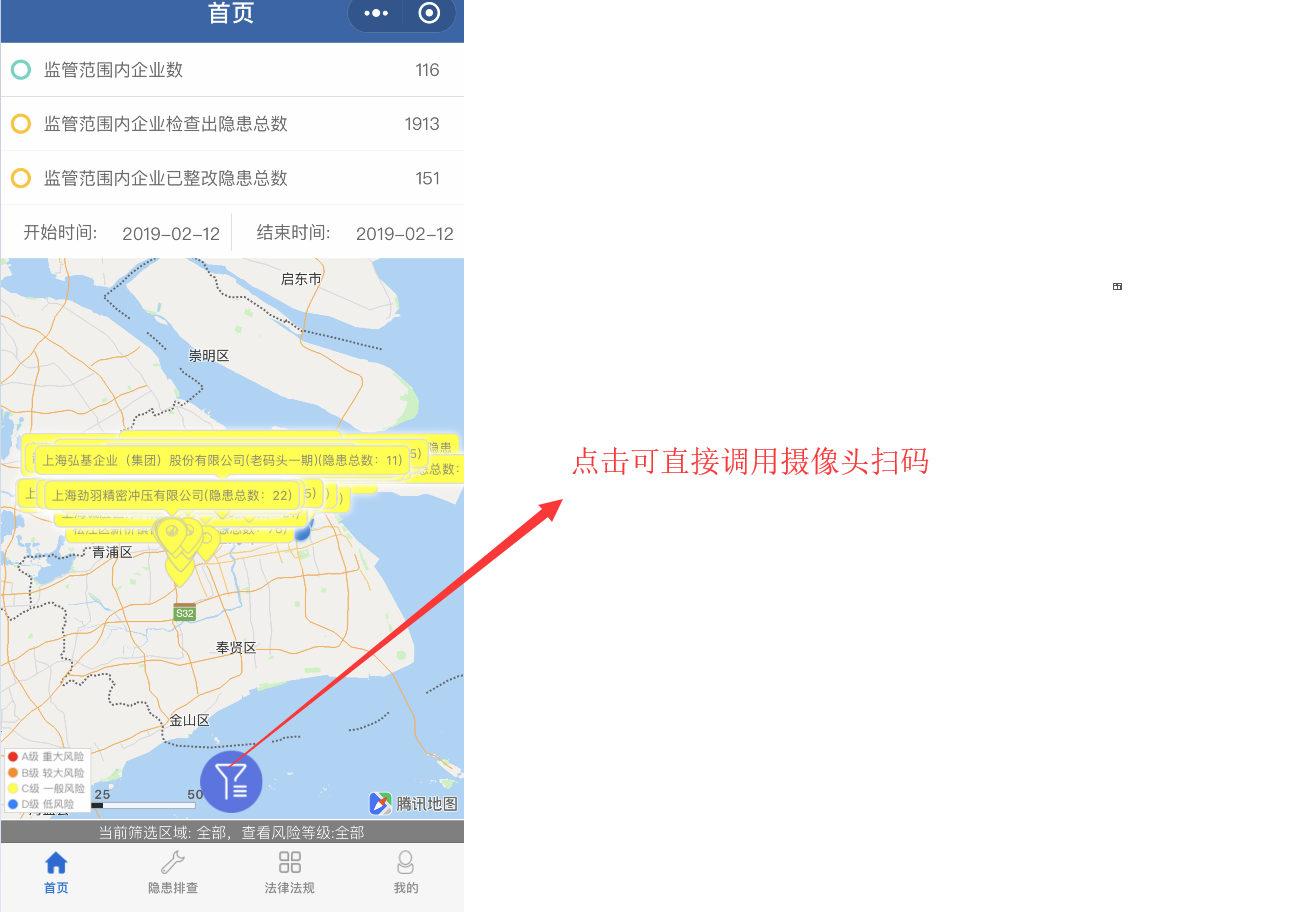 首页
监管范围内企业数 116
监管范围内企业检查出隐患总数 1913
监管范围内企业已整改隐患总数 151
开始时间: 2019-02-12 结束时间: 2019-02-12
启东市
崇明区
隐患
上海弘基企业（集团）股份有限公司(老码头一期)(隐患总数：11)
5)
总数:
上
上海劲羽精密冲压有限公司(隐患总数：22)
5)
)
)
青浦区
S32
奉贤区
金山区
A级 重大风险
B级 较大风险
C级 一般风险
D级 低风险
25 50
腾讯地图
当前筛选区域: 全部，查看风险等级:全部
首页 隐患排查 法律法规 我的
点击可直接调用摄像头扫码